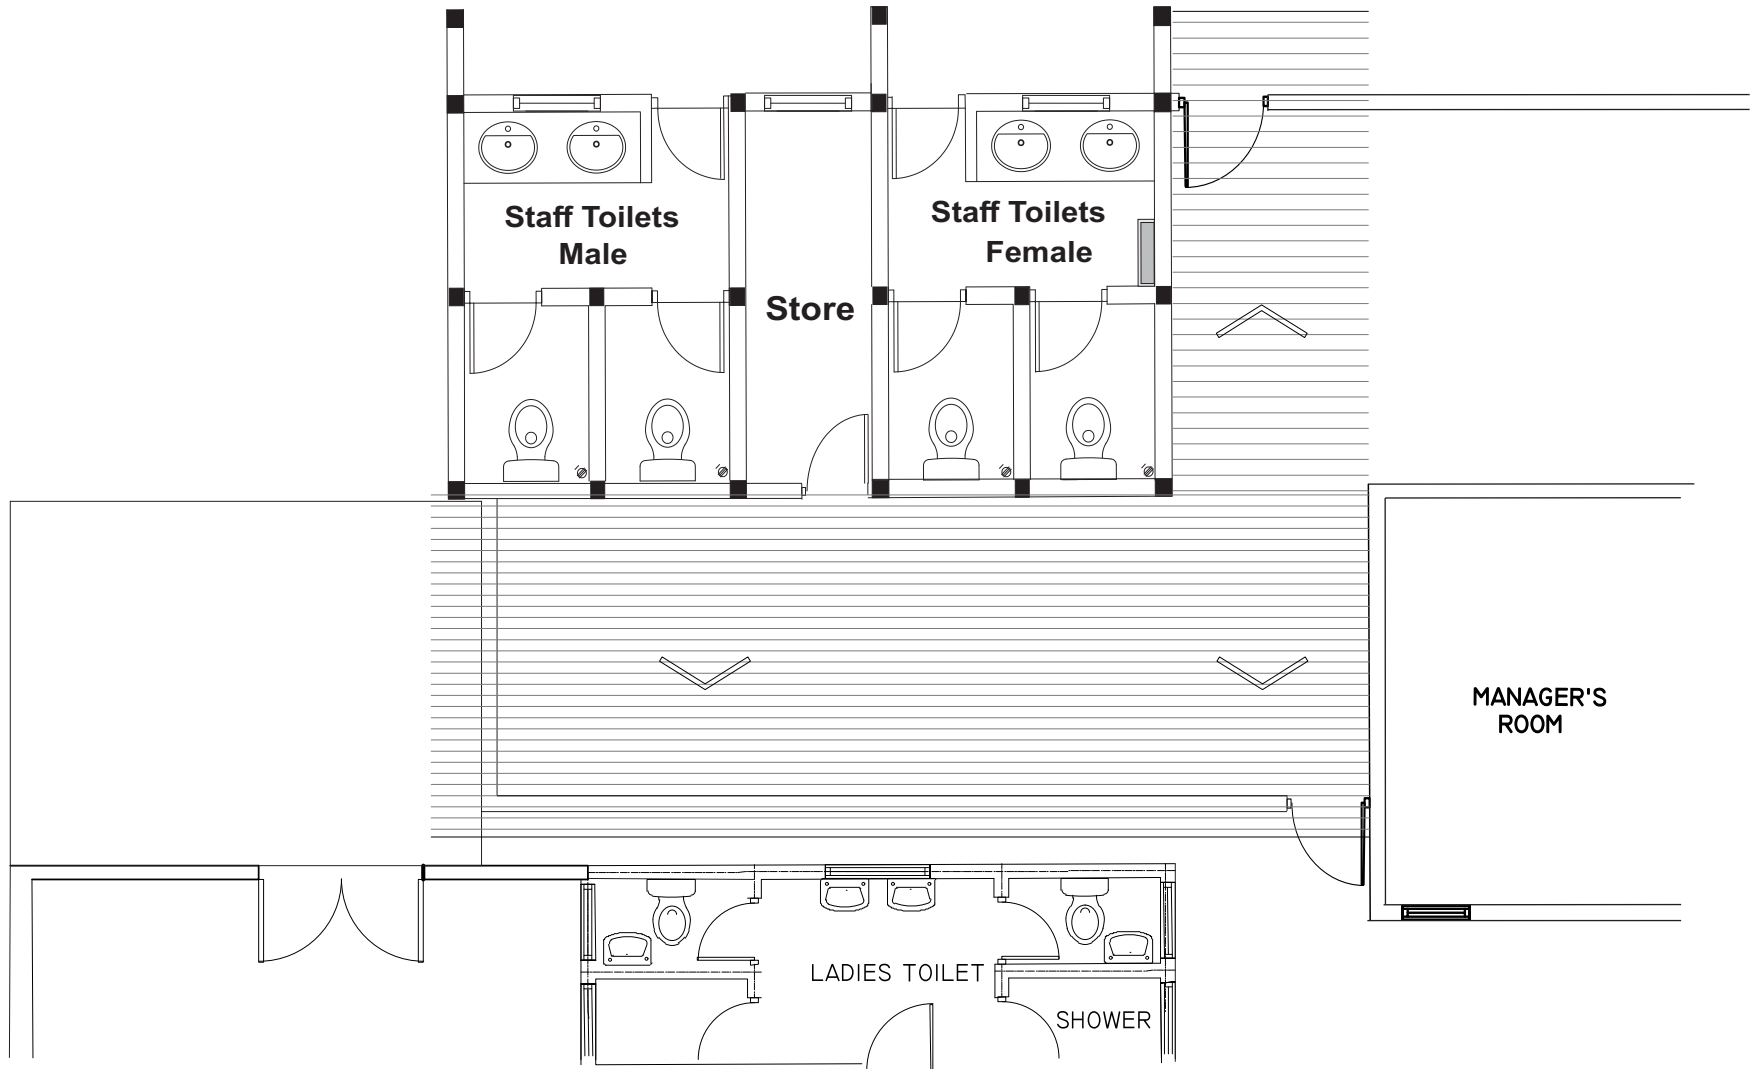 Staff Toilets
Male
Staff Toilets
Female
Store
MANAGER'S
ROOM
LADIES TOILET
SHOWER